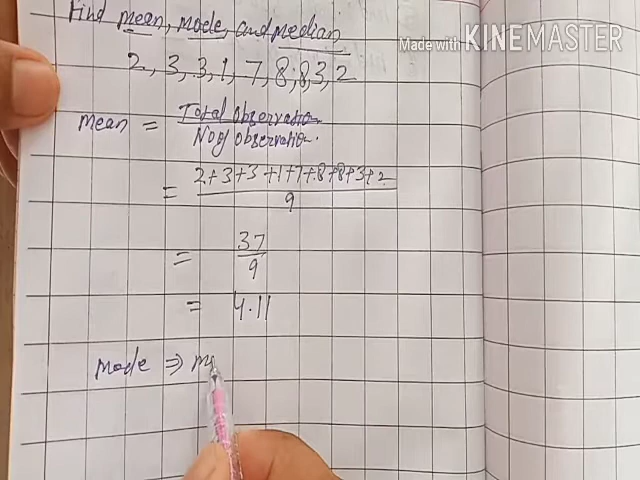 Find mean, mode, and median
Made with KINEMASTER
2, 3, 3, 1, 7, 8, 8, 3, 2
mean = Total observation
No of observation.
= 2+3+3+1+7+8+8+3+2
9
= 37
9
= 4.11
Mode ⇒ m